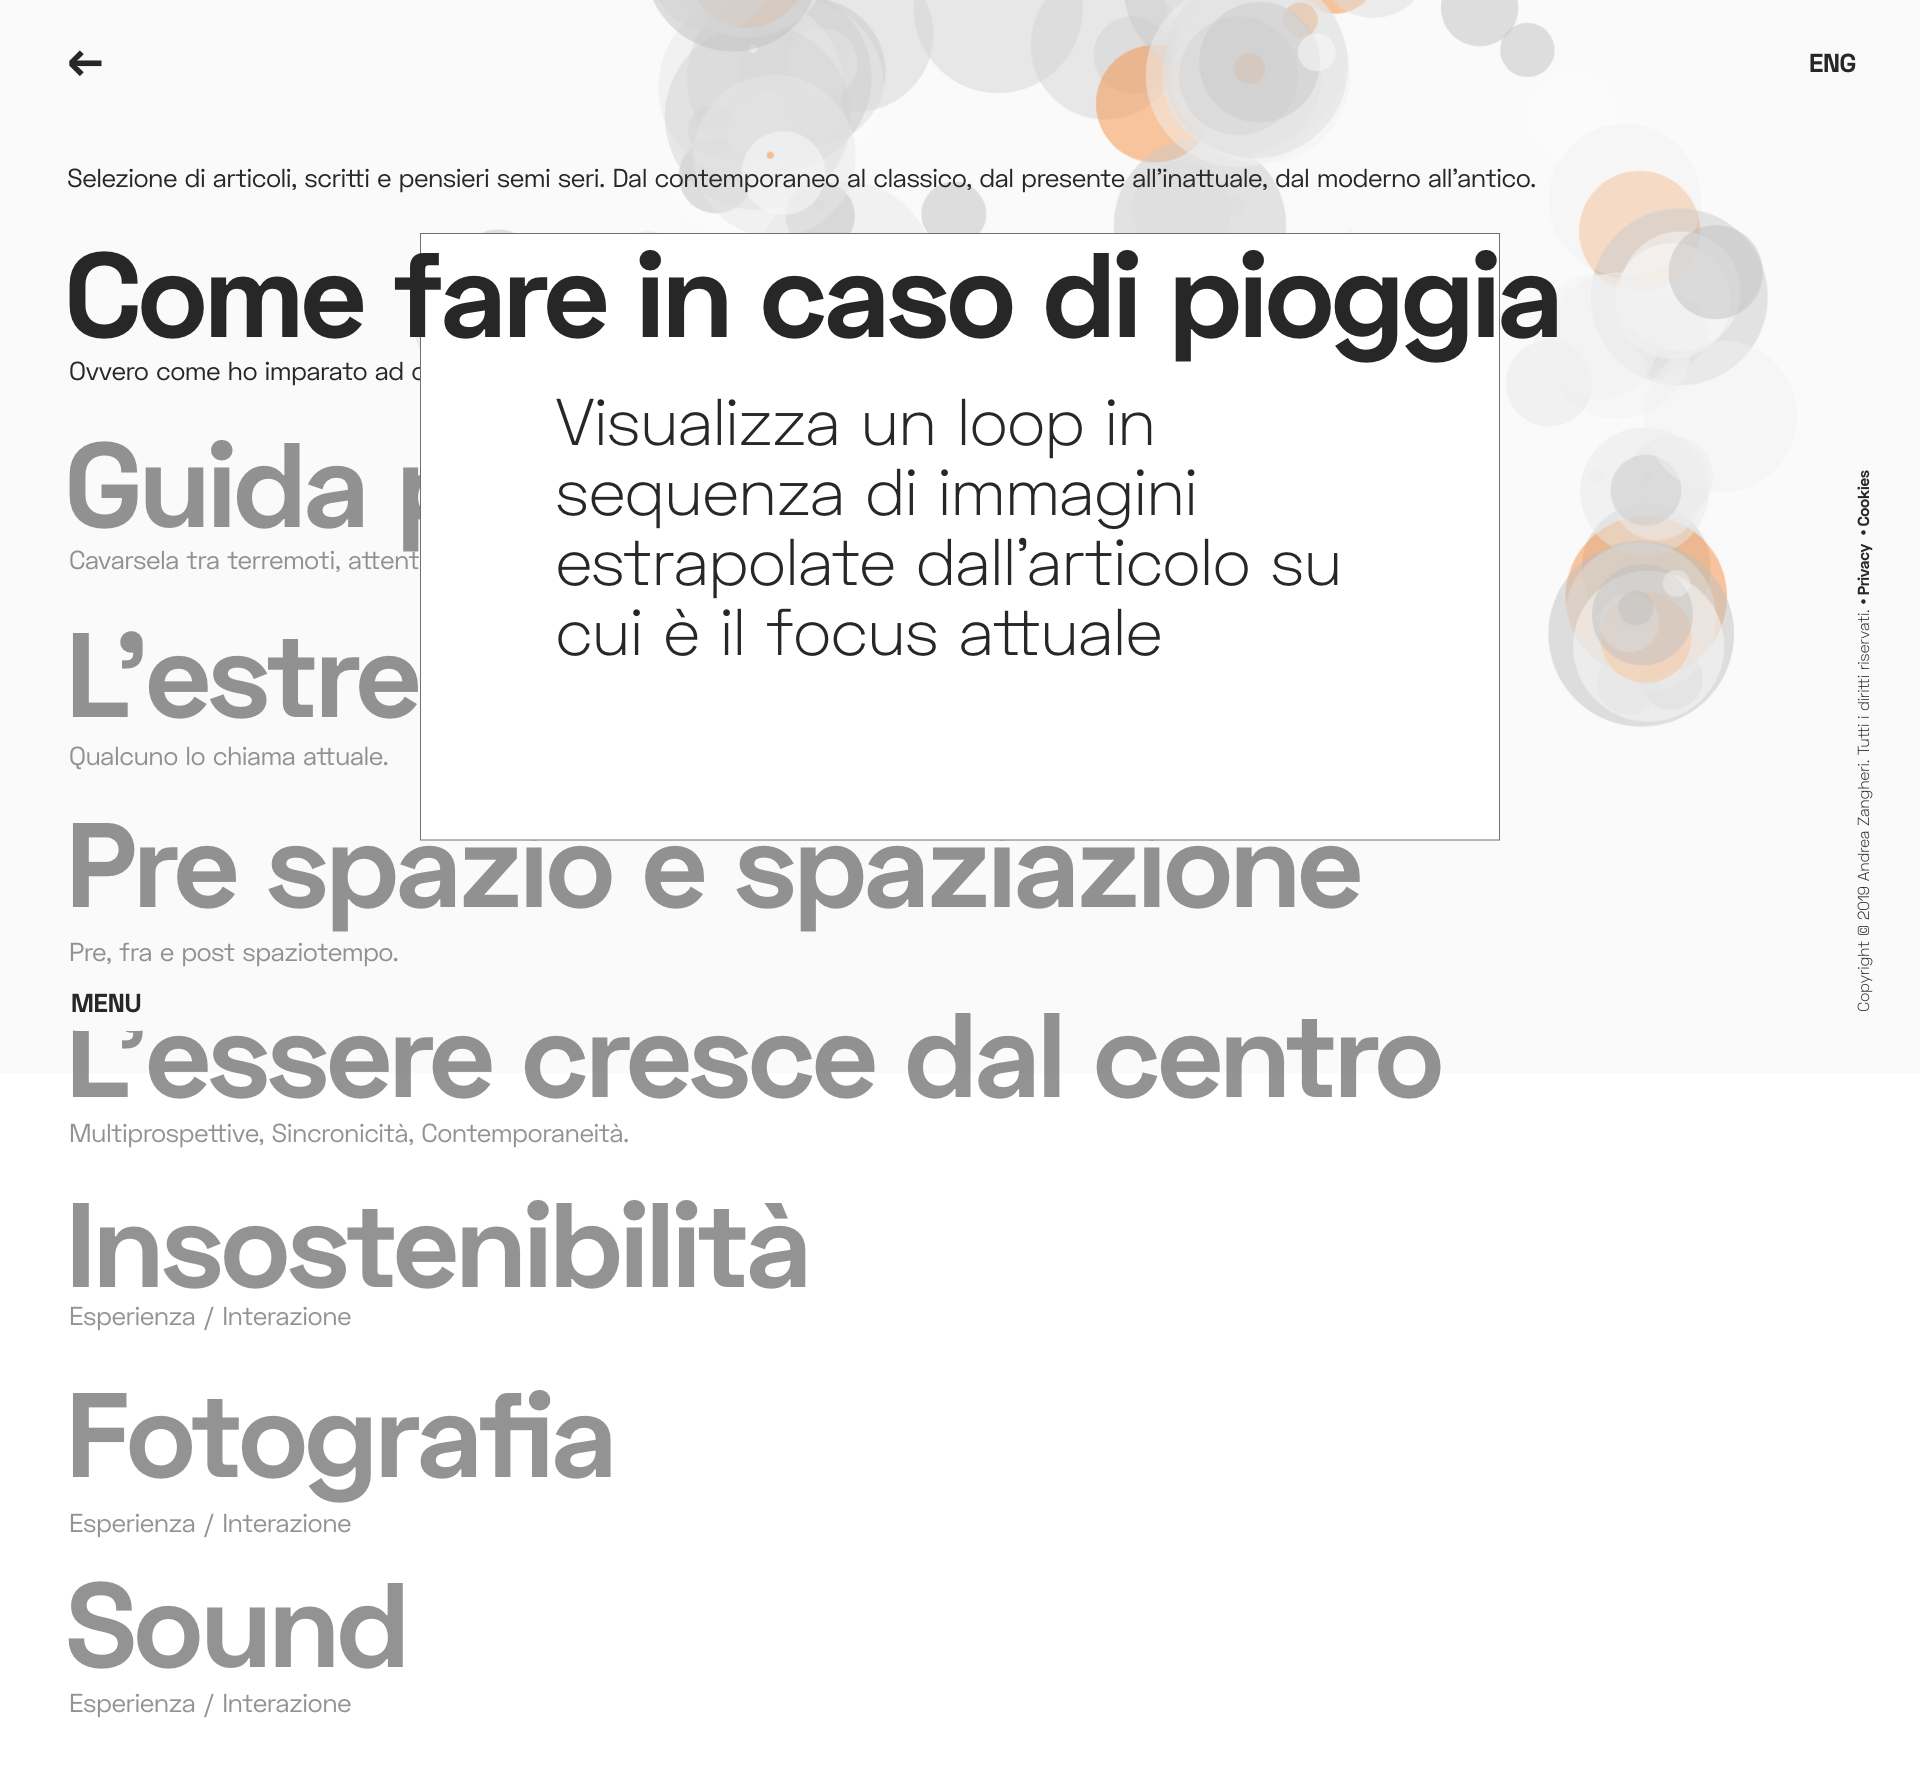 ENG
Selezione di articoli, scritti e pensieri semi seri. Dal contemporaneo al classico, dal presente all’inattuale, dal moderno all’antico.
Come fare in caso di pioggia
Ovvero come ho imparato ad
Visualizza un loop in
sequenza di immagini
estrapolate dall’articolo su
cui è il focus attuale
Guida
Cavarsela tra terremoti, attent
L’estre
Qualcuno lo chiama attuale.
Pre spazio e spaziazione
Pre, fra e post spaziotempo.
MENU
L’essere cresce dal centro
Multiprospettive, Sincronicità, Contemporaneità.
Insostenibilità
Esperienza / Interazione
Fotografia
Esperienza / Interazione
Sound
Esperienza / Interazione
Copyright © 2019 Andrea Zangheri. Tutti i diritti riservati. • Privacy • Cookies